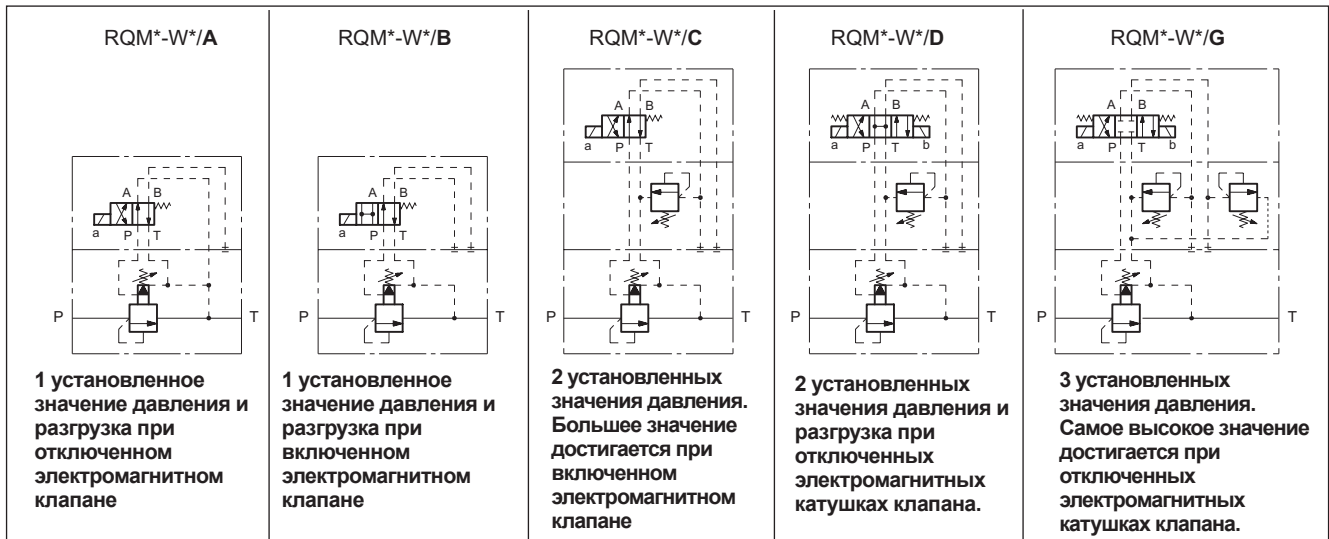 RQM*-W*/A
A B
a P T
P T
1 установленное
значение давления и
разгрузка при
отключенном
электромагнитном
клапане
RQM*-W*/B
A B
a P T
P T
1 установленное
значение давления и
разгрузка при
включенном
электромагнитном
клапане
RQM*-W*/C
A B
a P T
P T
2 установленных
значения давления.
Большее значение
достигается при
включенном
электромагнитном
клапане
RQM*-W*/D
A B
a P T b
P T
2 установленных
значения давления и
разгрузка при
отключенных
электромагнитных
катушках клапана.
RQM*-W*/G
A B
a P T b
P T
3 установленных
значения давления.
Самое высокое значение
достигается при
отключенных
электромагнитных
катушках клапана.